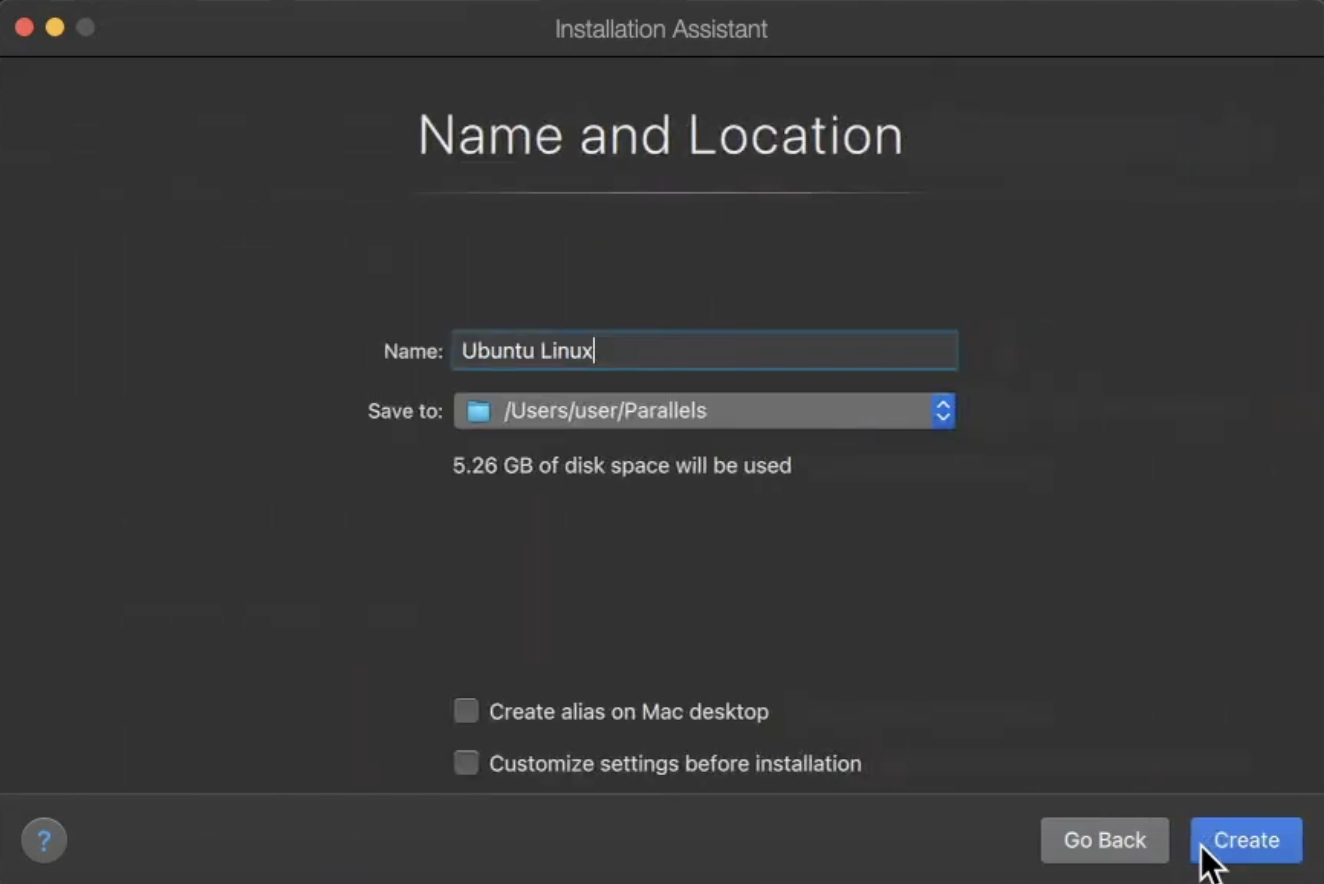 Installation Assistant
Name and Location
Name: Ubuntu Linux
Save to: /Users/user/Parallels
5.26 GB of disk space will be used
Create alias on Mac desktop
Customize settings before installation
? Go Back Create